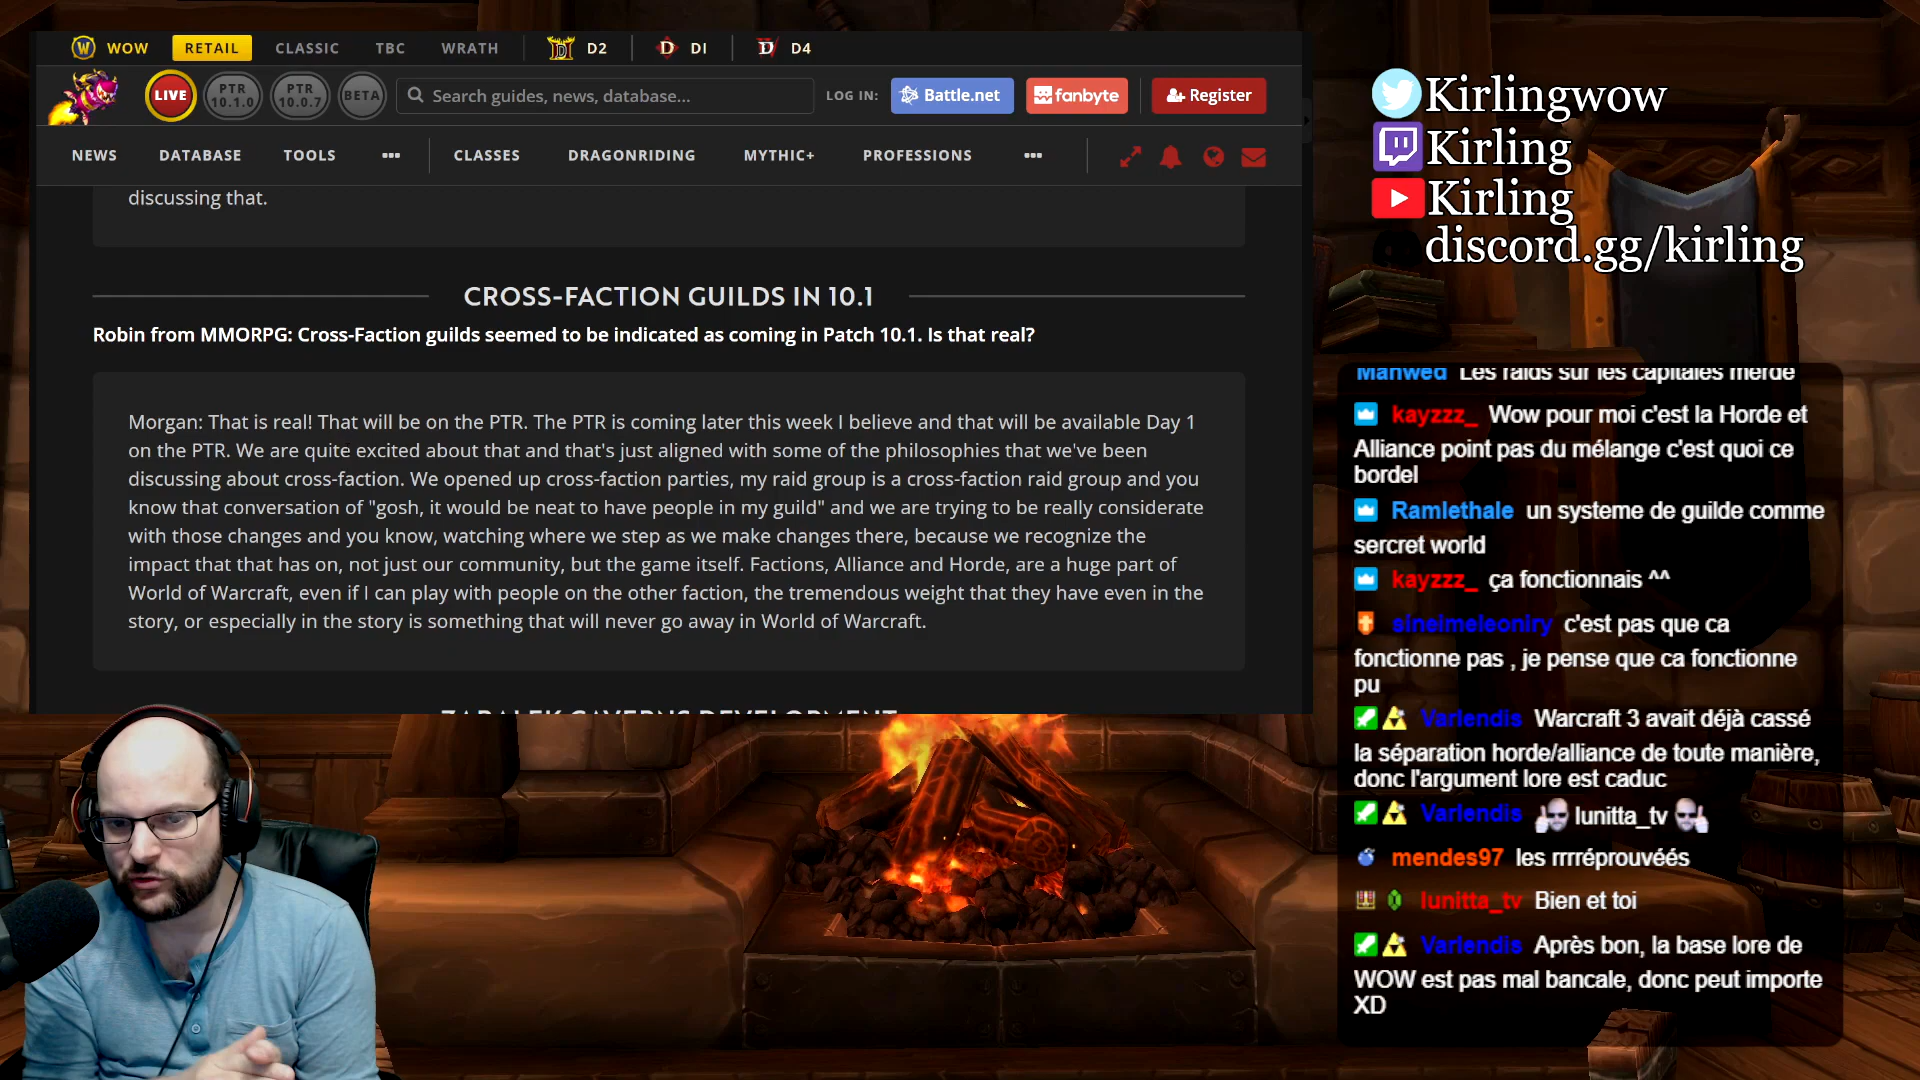 WOW RETAIL CLASSIC TBC WRATH D2 DI D4
LIVE PTR 10.1.0 PTR 10.0.7 BETA Search guides, news, database... LOG IN: Battle.net fanbyte Register
NEWS DATABASE TOOLS ••• CLASSES DRAGONRIDING MYTHIC+ PROFESSIONS •••
discussing that.
CROSS-FACTION GUILDS IN 10.1
Robin from MMORPG: Cross-Faction guilds seemed to be indicated as coming in Patch 10.1. Is that real?
Morgan: That is real! That will be on the PTR. The PTR is coming later this week I believe and that will be available Day 1
on the PTR. We are quite excited about that and that's just aligned with some of the philosophies that we've been
discussing about cross-faction. We opened up cross-faction parties, my raid group is a cross-faction raid group and you
know that conversation of "gosh, it would be neat to have people in my guild" and we are trying to be really considerate
with those changes and you know, watching where we step as we make changes there, because we recognize the
impact that that has on, not just our community, but the game itself. Factions, Alliance and Horde, are a huge part of
World of Warcraft, even if I can play with people on the other faction, the tremendous weight that they have even in the
story, or especially in the story is something that will never go away in World of Warcraft.
ZARALEK CAVERNS DEVELOPMENT
Kirlingwow
Kirling
Kirling
discord.gg/kirling
Manwed Les raids sur les capitales merde
kayzzz_ Wow pour moi c'est la Horde et
Alliance point pas du mélange c'est quoi ce
bordel
Ramlethale un systeme de guilde comme
sercret world
kayzzz_ ça fonctionnais ^^
sineimeleoniry c'est pas que ca
fonctionne pas , je pense que ca fonctionne
pu
Varlendis Warcraft 3 avait déjà cassé
la séparation horde/alliance de toute manière,
donc l'argument lore est caduc
Varlendis lunitta_tv
mendes97 les rrrréprouvéés
lunitta_tv Bien et toi
Varlendis Après bon, la base lore de
WOW est pas mal bancale, donc peut importe
XD